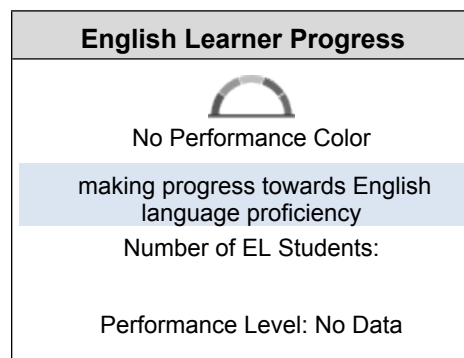 English Learner Progress
No Performance Color
making progress towards English
language proficiency
Number of EL Students:
Performance Level: No Data